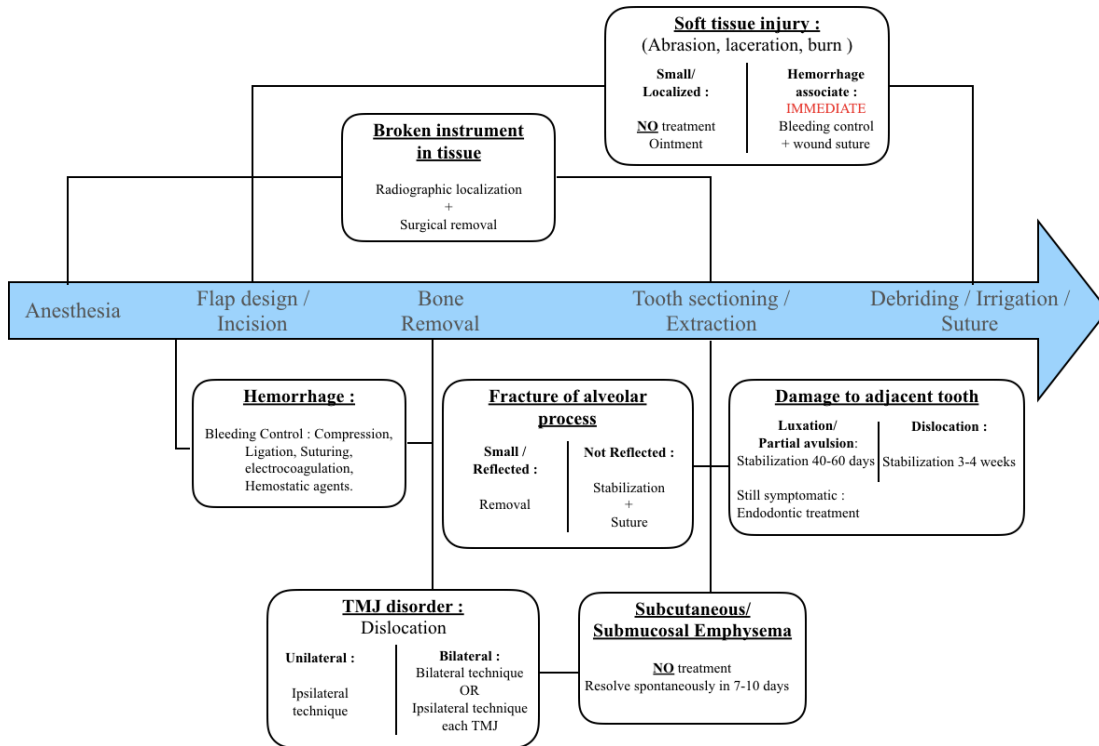 Soft tissue injury :
(Abrasion, laceration, burn )
Small/
Localized :
NO treatment
Ointment
Hemorrhage
associate :
IMMEDIATE
Bleeding control
+ wound suture
Broken instrument
in tissue
Radiographic localization
+
Surgical removal
Anesthesia
Flap design /
Incision
Bone
Removal
Tooth sectioning /
Extraction
Debriding / Irrigation /
Suture
Hemorrhage :
Bleeding Control : Compression,
Ligation, Suturing,
electrocoagulation,
Hemostatic agents.
Fracture of alveolar
process
Small /
Reflected :
Removal
Not Reflected :
Stabilization
+
Suture
Damage to adjacent tooth
Luxation/
Partial avulsion:
Stabilization 40-60 days
Still symptomatic :
Endodontic treatment
Dislocation :
Stabilization 3-4 weeks
TMJ disorder :
Dislocation
Unilateral :
Ipsilateral
technique
Bilateral :
Bilateral technique
OR
Ipsilateral technique
each TMJ
Subcutaneous/
Submucosal Emphysema
NO treatment
Resolve spontaneously in 7-10 days